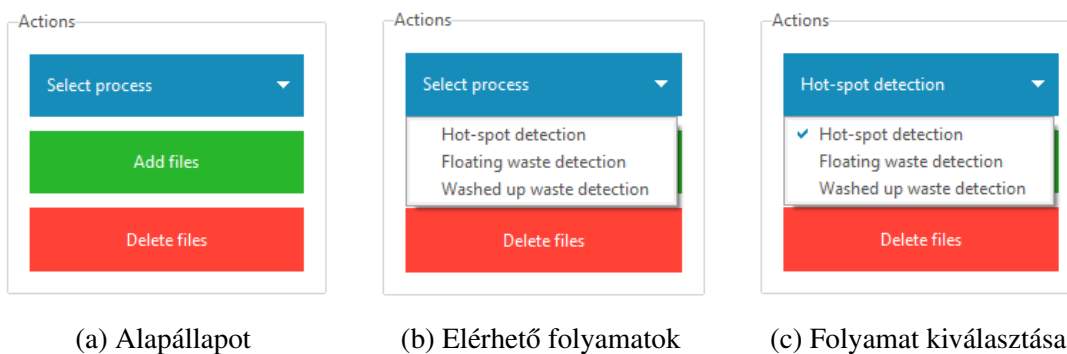 Actions
Select process
Add files
Delete files
(a) Alapállapot
Actions
Select process
Hot-spot detection
Floating waste detection
Washed up waste detection
Delete files
(b) Elérhető folyamatok
Actions
Hot-spot detection
Hot-spot detection
Floating waste detection
Washed up waste detection
Delete files
(c) Folyamat kiválasztása